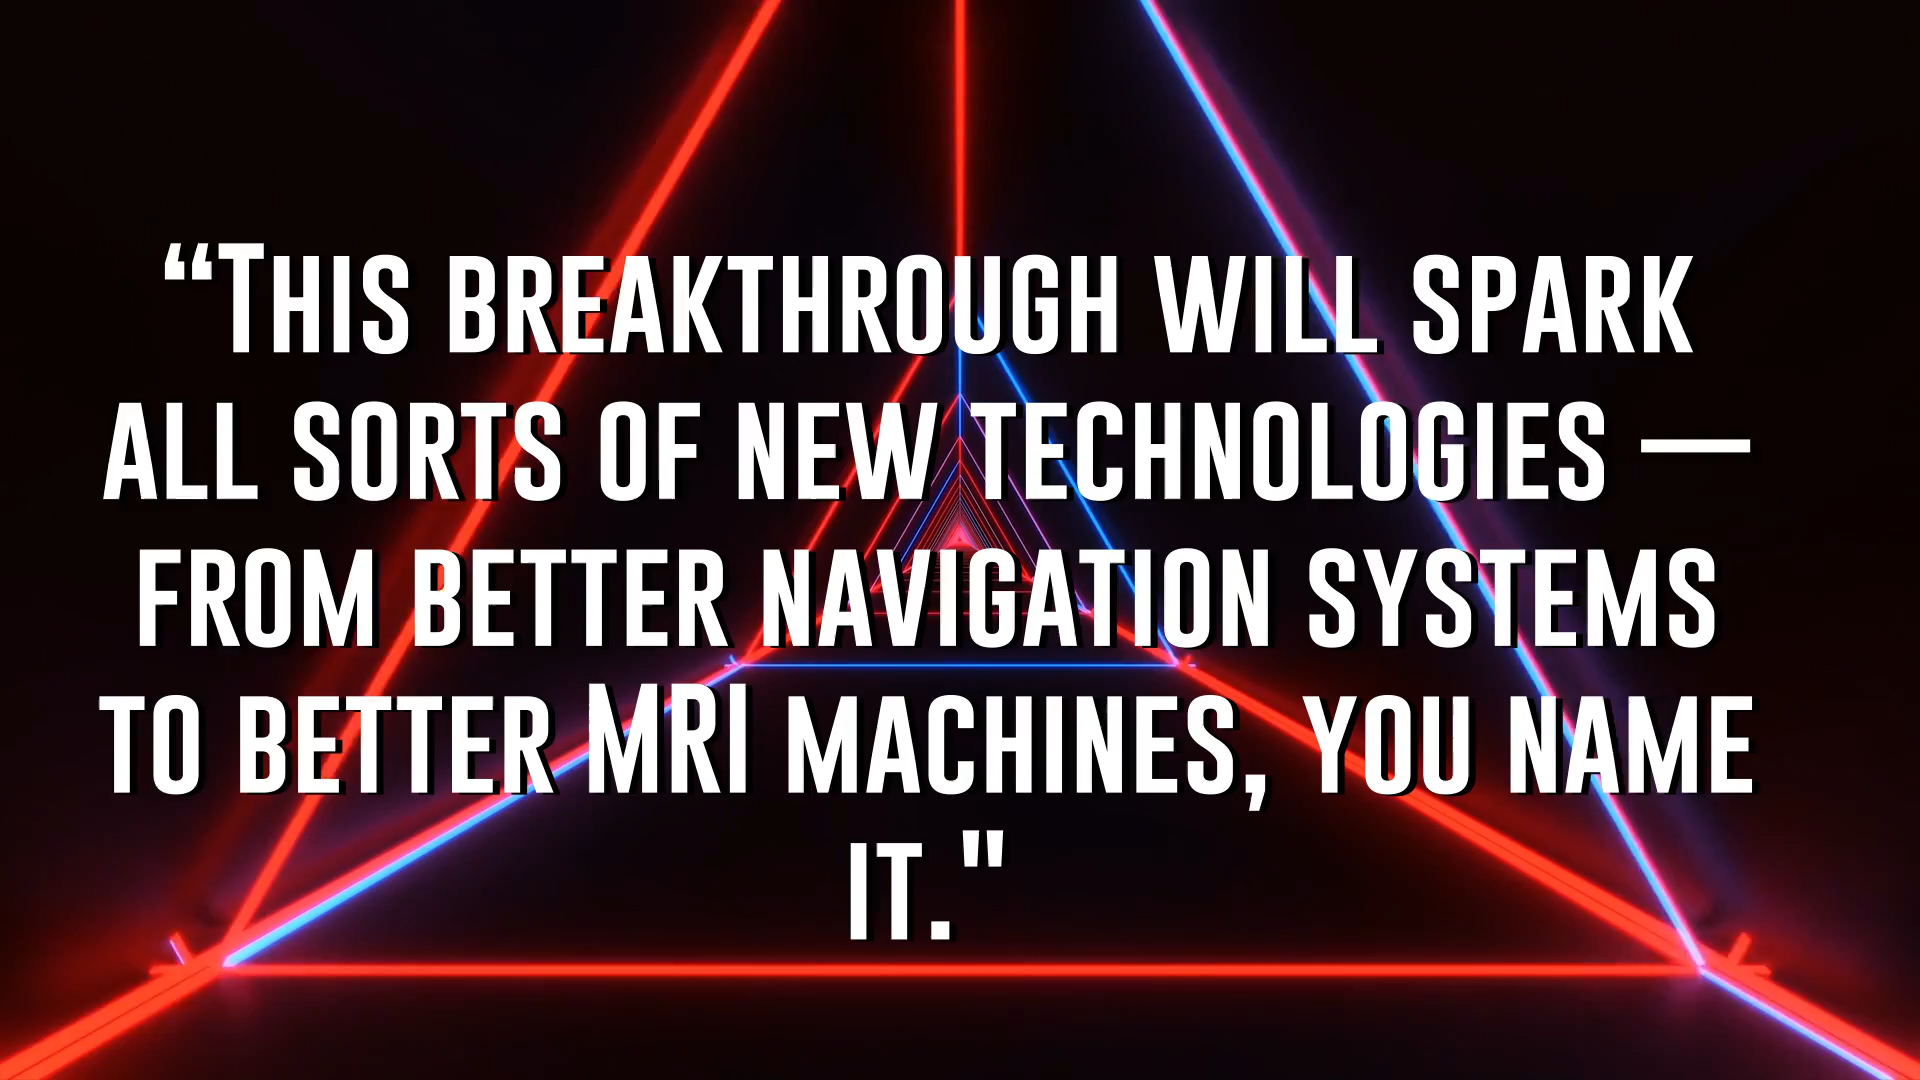 “This breakthrough will spark
all sorts of new technologies —
from better navigation systems
to better MRI machines, you name
it."